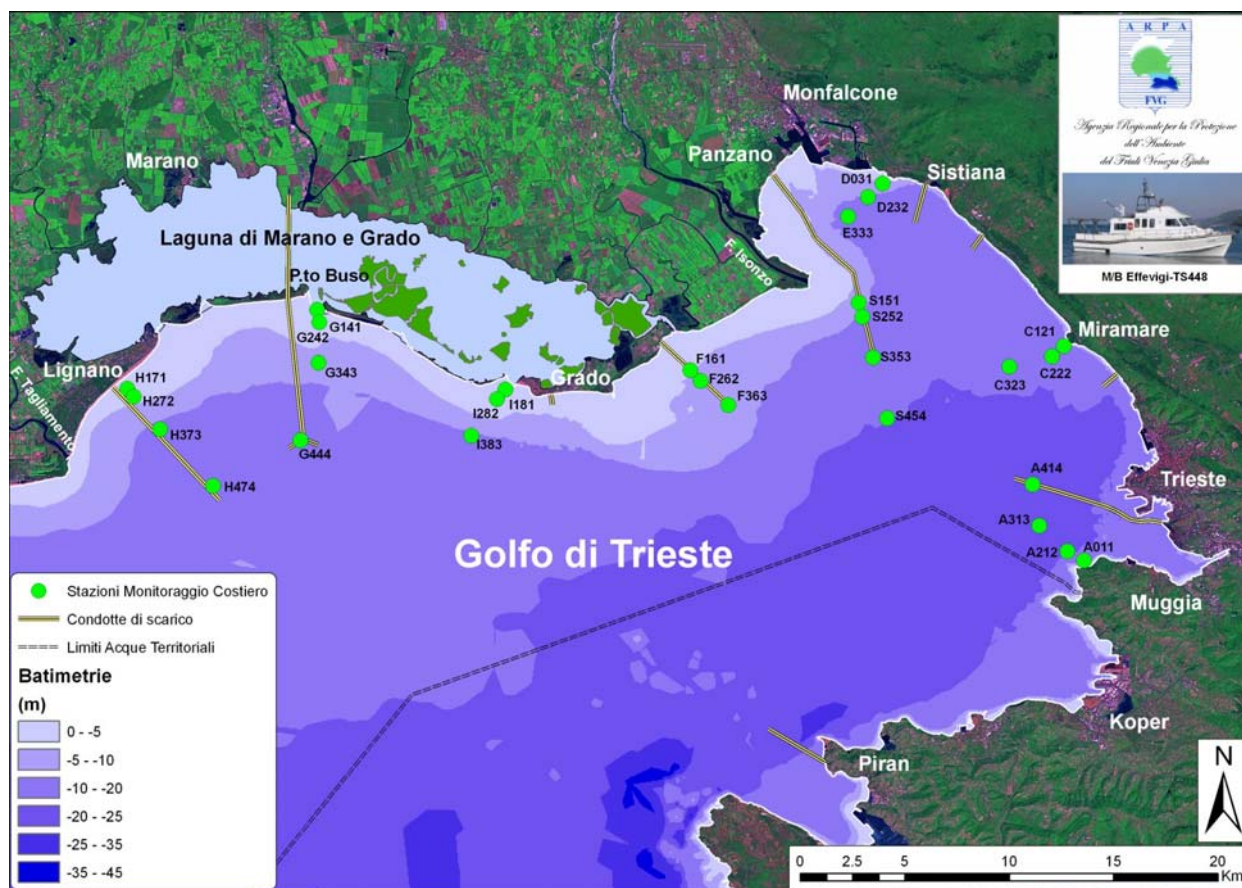 A R P A
FVG
Agenzia Regionale per la Protezione
dell'Ambiente
del Friuli Venezia Giulia
M/B Effevigi-TS448
Monfalcone
Marano
Panzano
Sistiana
D031
D232
E333
Laguna di Marano e Grado
P.to Buso
F. Isonzo
G141
G242
G343
S151
S252
S353
Miramare
C121
C222
C323
Lignano
F. Tagliamento
H171
H272
H373
H474
G444
Grado
I181
I282
I383
F161
F262
F363
S454
A414
Trieste
A313
A212
A011
Golfo di Trieste
Muggia
Koper
Piran
Stazioni Monitoraggio Costiero
Condotte di scarico
Limiti Acque Territoriali
Batimetrie
(m)
0 - -5
-5 - -10
-10 - -20
-20 - -25
-25 - -35
-35 - -45
N
0 2.5 5 10 15 20
Km